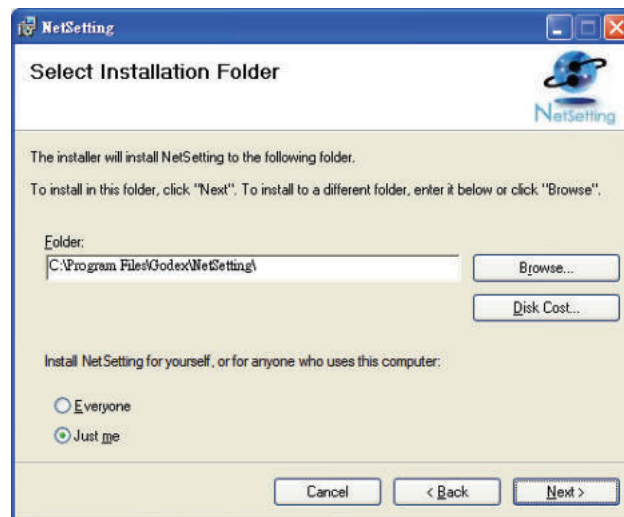 NetSetting
Select Installation Folder
NetSetting
The installer will install NetSetting to the following folder.
To install in this folder, click "Next". To install to a different folder, enter it below or click "Browse".
Folder:
C:\Program Files\Godex\NetSetting\
Browse...
Disk Cost...
Install NetSetting for yourself, or for anyone who uses this computer:
Everyone
Just me
Cancel
< Back
Next >